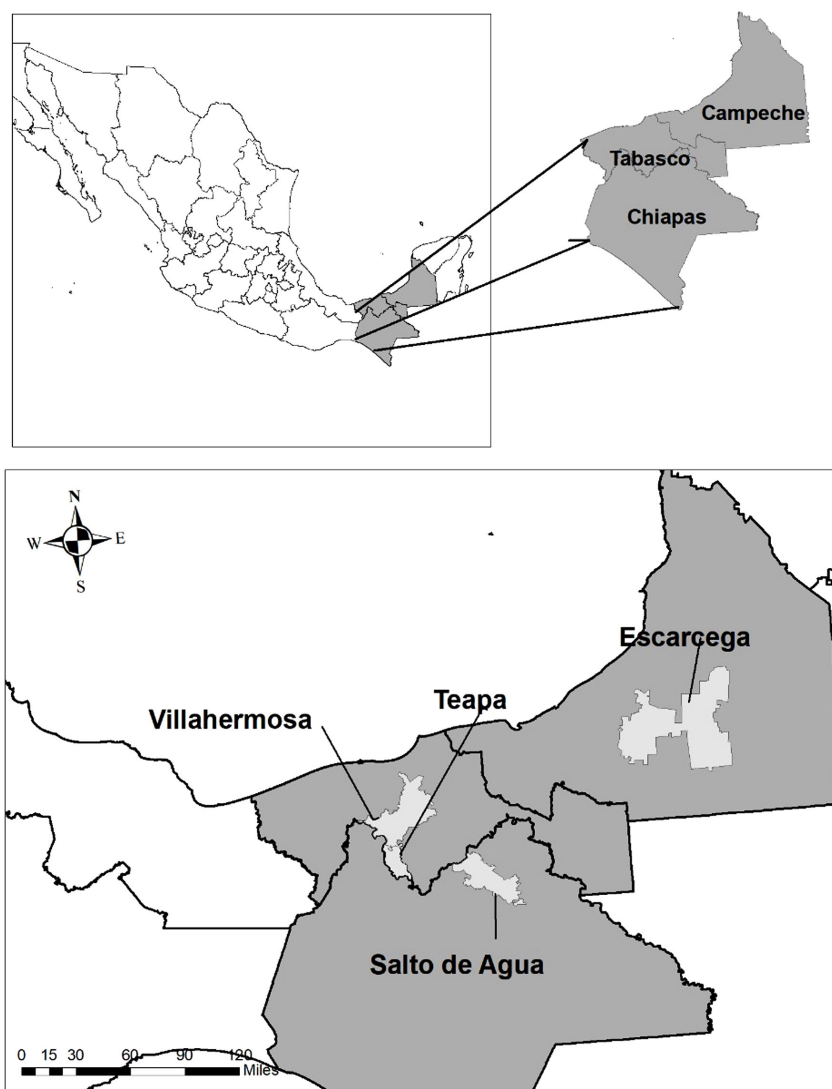 Campeche
Tabasco
Chiapas
N
W E
S
Escarcega
Teapa
Villahermosa
Salto de Agua
0 15 30 60 90 120
Miles